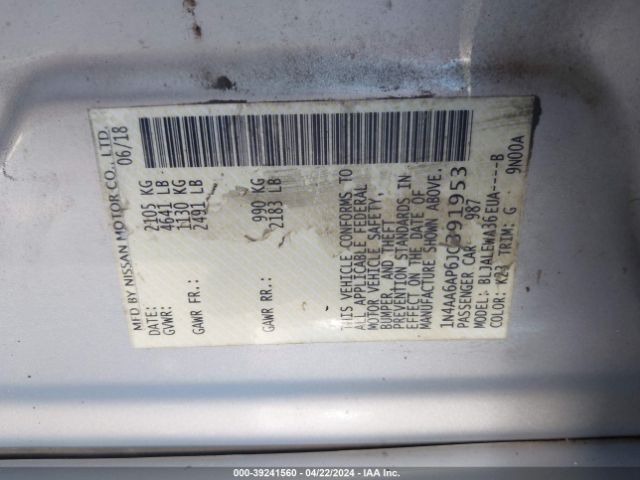 MFD BY NISSAN MOTOR CO., LTD.
DATE: 06/18
GVWR: 2105 KG
4641 LB
GAWR FR.: 1130 KG
2491 LB
GAWR RR.: 990 KG
2183 LB
THIS VEHICLE CONFORMS TO
ALL APPLICABLE FEDERAL
MOTOR VEHICLE SAFETY,
BUMPER, AND THEFT
PREVENTION STANDARDS IN
EFFECT ON THE DATE OF
MANUFACTURE SHOWN ABOVE.
1N4AA6AP6JC391953
PASSENGER CAR 987
MODEL: BLJALEWA36EUA----B
COLOR: K23 TRIM: G 9N00A
000-39241560 - 04/22/2024 - IAA Inc.